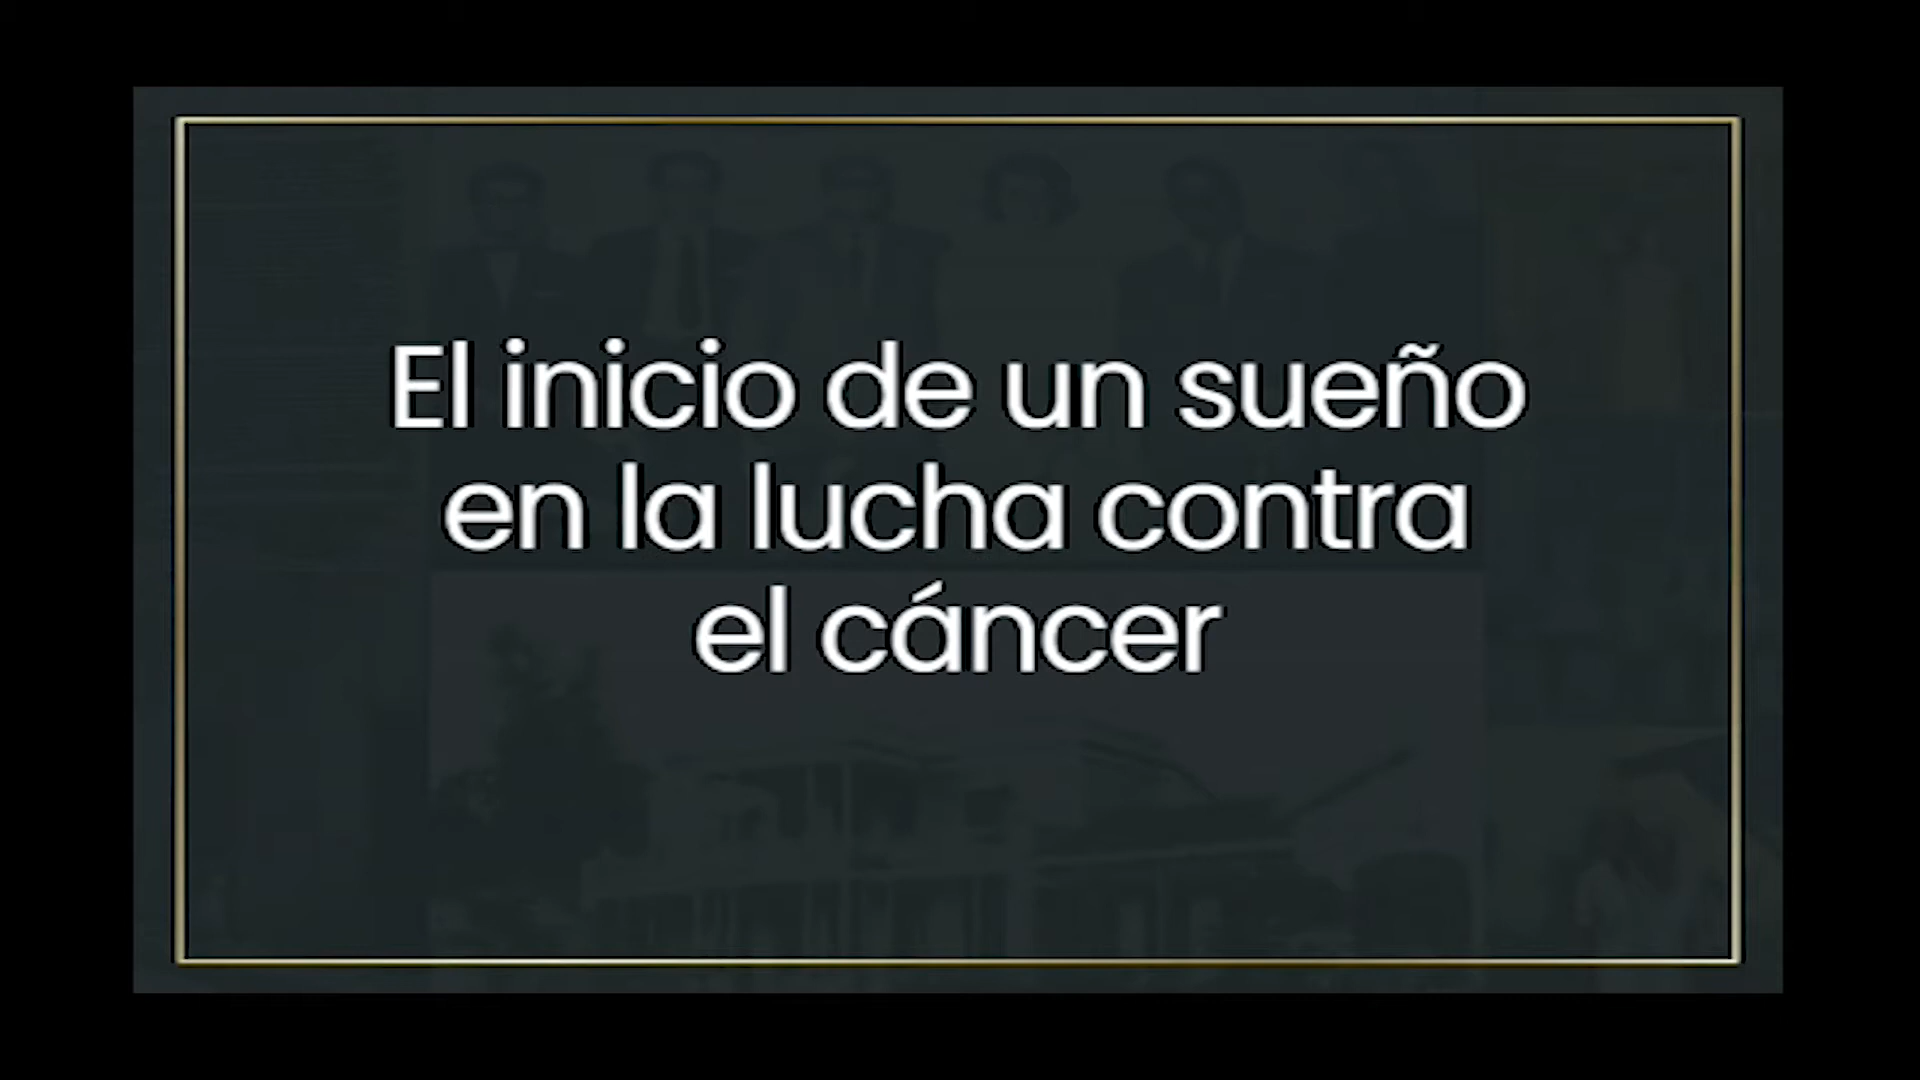 El inicio de un sueño
en la lucha contra
el cáncer